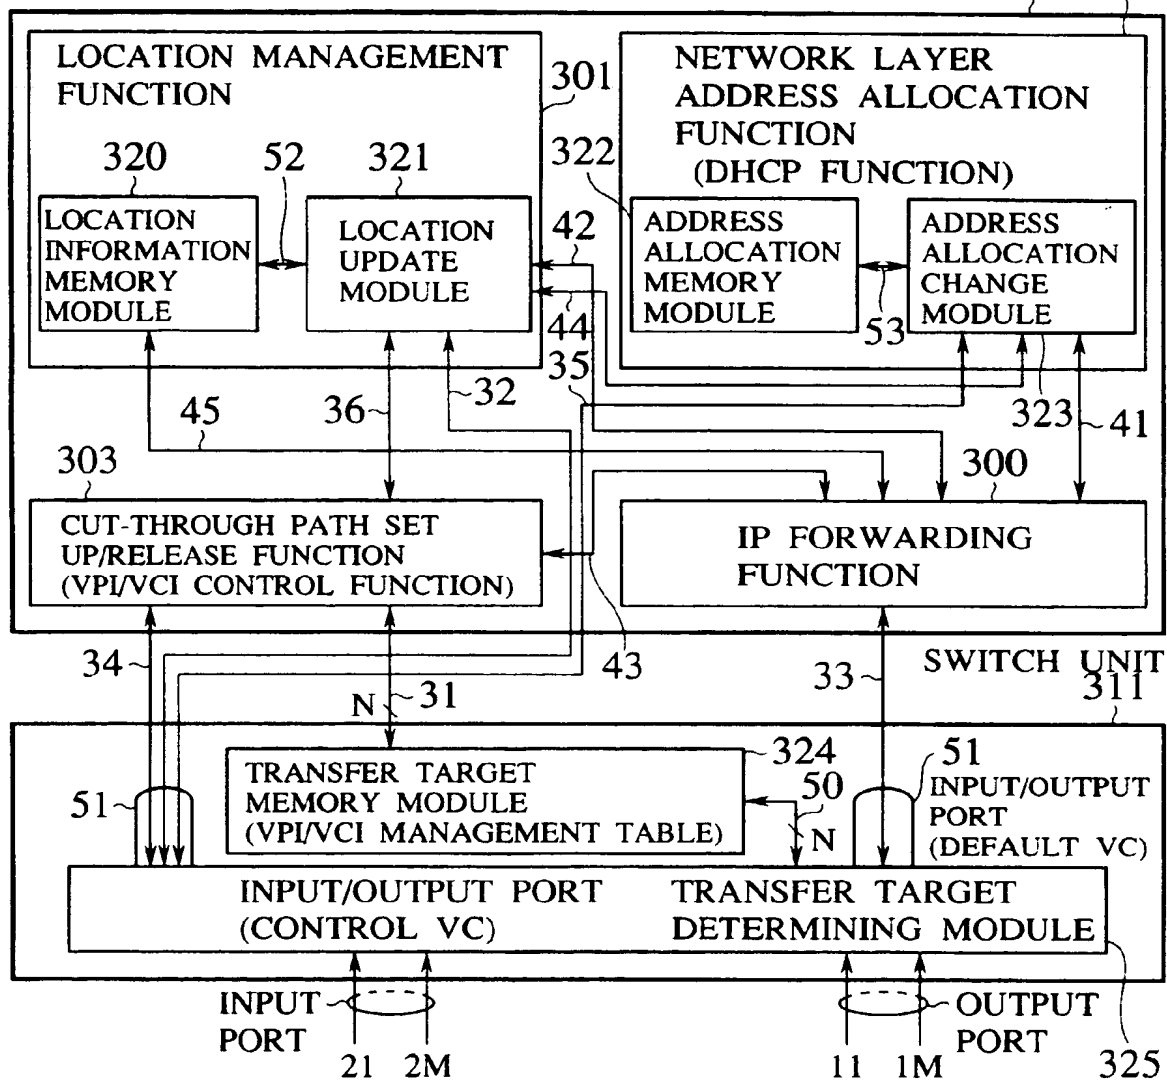 LOCATION MANAGEMENT
FUNCTION
301
320
52
321
LOCATION
INFORMATION
MEMORY
MODULE
LOCATION
UPDATE
MODULE
NETWORK LAYER
ADDRESS ALLOCATION
FUNCTION
(DHCP FUNCTION)
322
ADDRESS
ALLOCATION
MEMORY
MODULE
ADDRESS
ALLOCATION
CHANGE
MODULE
42
44
53
35
32
36
45
323
41
303
300
CUT-THROUGH PATH SET
UP/RELEASE FUNCTION
(VPI/VCI CONTROL FUNCTION)
IP FORWARDING
FUNCTION
34
31
N
43
33
SWITCH UNIT
311
324
51
TRANSFER TARGET
MEMORY MODULE
(VPI/VCI MANAGEMENT TABLE)
50
N
51
INPUT/OUTPUT
PORT
(DEFAULT VC)
INPUT/OUTPUT PORT
(CONTROL VC)
TRANSFER TARGET
DETERMINING MODULE
INPUT
PORT
21
2M
OUTPUT
PORT
11
1M
325